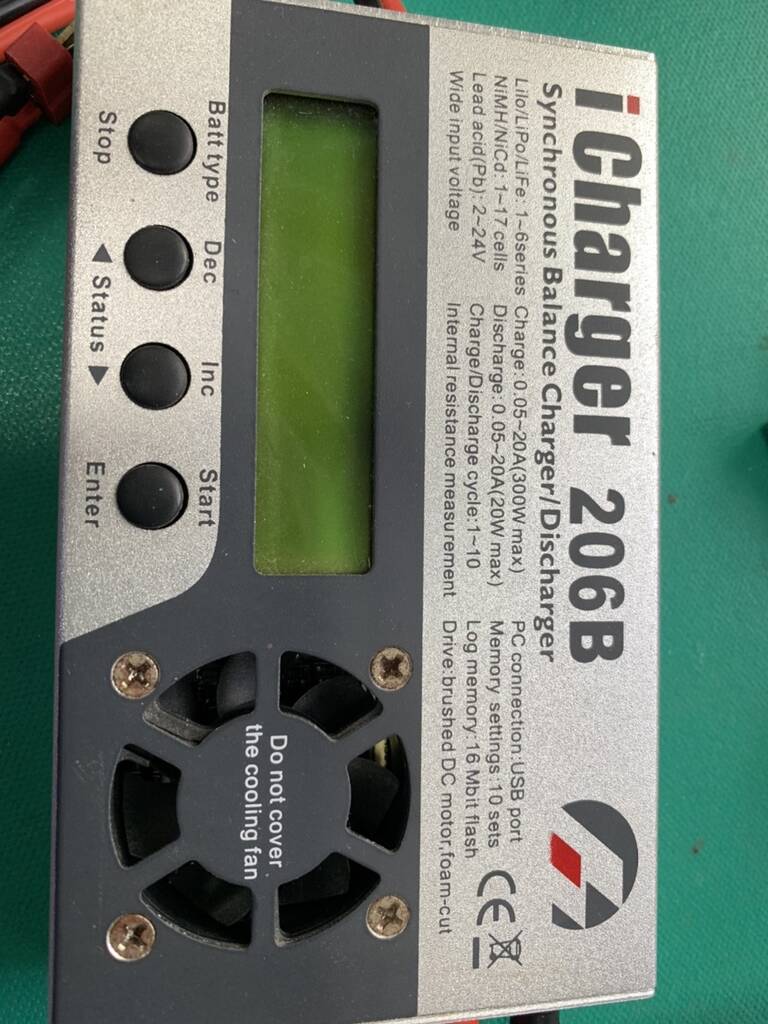 iCharger 206B
Synchronous Balance Charger/Discharger
LiIo/LiPo/LiFe: 1~6series
NiMH/NiCd: 1~17 cells
Lead acid(Pb): 2~24V
Wide input voltage
Charge: 0.05~20A(300W max)
Discharge: 0.05~20A(20W max)
Charge/Discharge cycle:1~10
Internal resistance measurement
PC connection:USB port
Memory settings:10 sets
Log memory:16 Mbit flash
Drive:brushed DC motor,foam-cut
CE
Batt type
Dec
Inc
Start
Stop
◀ Status ▶
Enter
Do not cover
the cooling fan